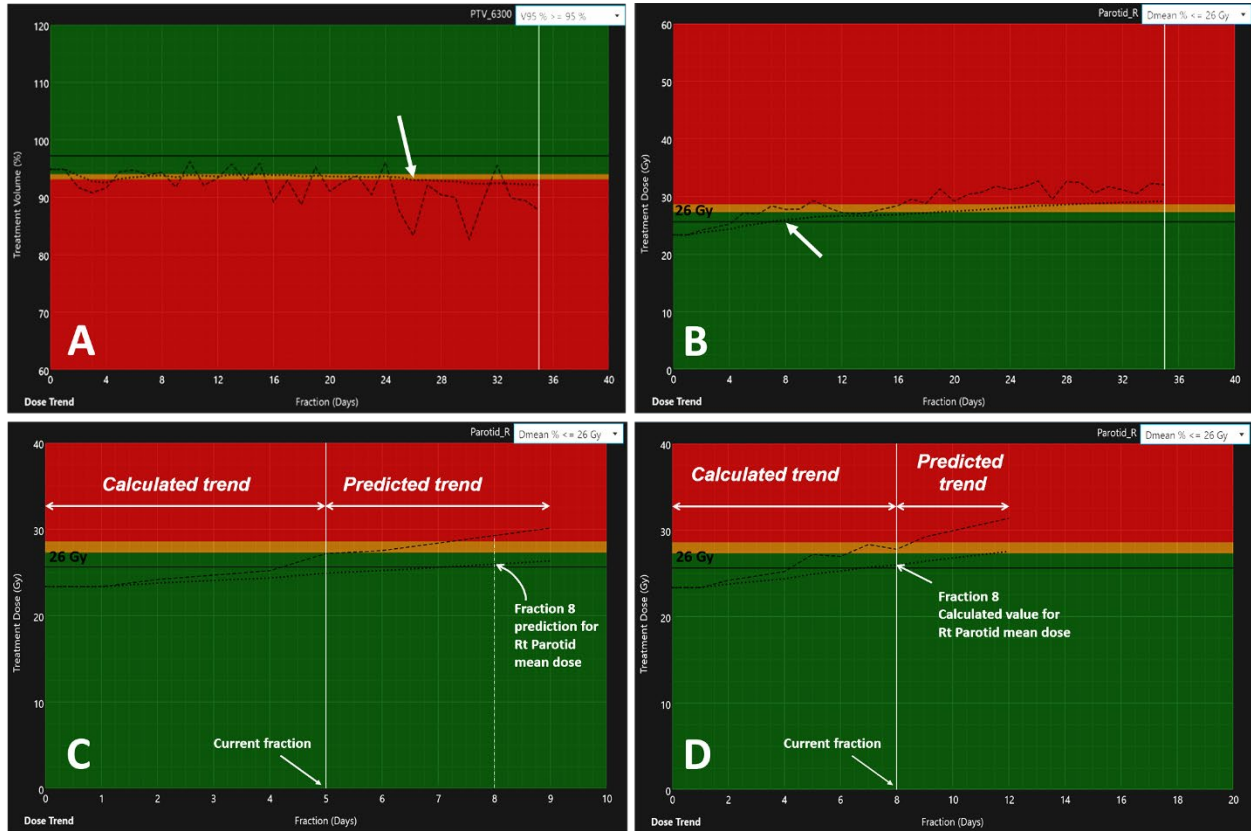 PTV_6300 V95 % >= 95 %
120
110
100
90
80
70
60
Treatment Volume (%)
A
0 4 8 12 16 20 24 28 32 36 40
Dose Trend Fraction (Days)
Parotid_R Dmean % <= 26 Gy
60
50
40
30
26 Gy
20
10
0
Treatment Dose (Gy)
B
0 4 8 12 16 20 24 28 32 36 40
Dose Trend Fraction (Days)
Parotid_R Dmean % <= 26 Gy
40
Calculated trend Predicted trend
30
26 Gy
20
Fraction 8
prediction for
Rt Parotid
mean dose
10
Current fraction
0
Treatment Dose (Gy)
C
0 1 2 3 4 5 6 7 8 9 10
Dose Trend Fraction (Days)
Parotid_R Dmean % <= 26 Gy
40
Calculated trend Predicted
trend
30
26 Gy
20
Fraction 8
Calculated value for
Rt Parotid mean dose
10
Current fraction
0
Treatment Dose (Gy)
D
0 2 4 6 8 10 12 14 16 18 20
Dose Trend Fraction (Days)